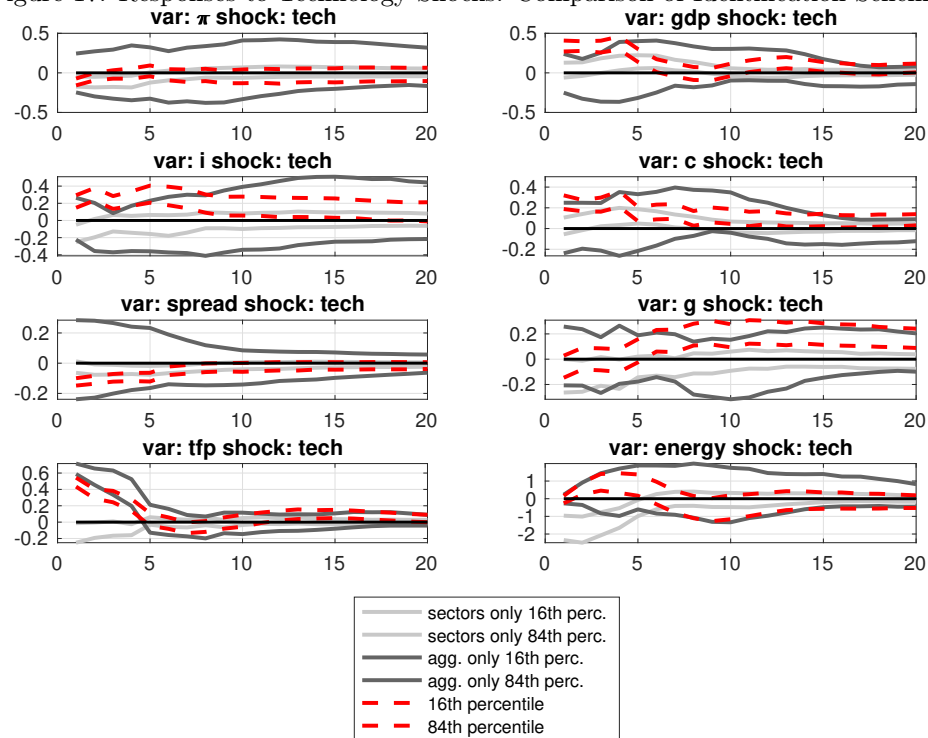 Responses to Technology Shocks: Comparison of Identification
var: π shock: tech
var: gdp shock: tech
0.5
0
-0.5
0 5 10 15 20
0.5
0
-0.5
0 5 10 15 20
var: i shock: tech
var: c shock: tech
0.4
0.2
0
-0.2
-0.4
0 5 10 15 20
0.4
0.2
0
-0.2
0 5 10 15 20
var: spread shock: tech
var: g shock: tech
0.2
0
-0.2
0 5 10 15 20
0.2
0
-0.2
0 5 10 15 20
var: tfp shock: tech
var: energy shock: tech
0.6
0.4
0.2
0
-0.2
0 5 10 15 20
1
0
-1
-2
0 5 10 15 20
sectors only 16th perc.
sectors only 84th perc.
agg. only 16th perc.
agg. only 84th perc.
16th percentile
84th percentile